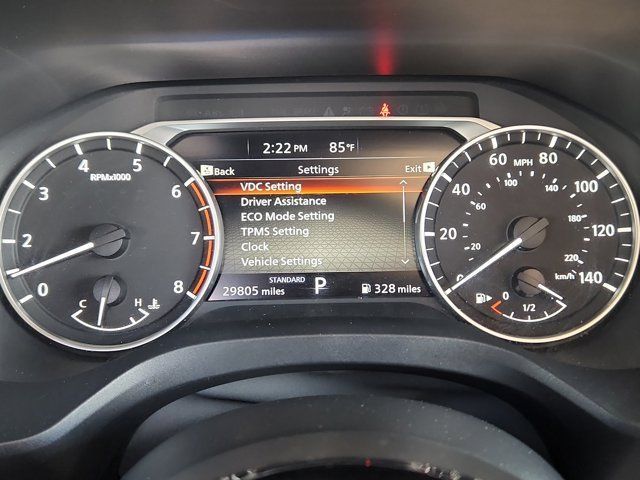 2:22 PM 85°F
Back Settings Exit
VDC Setting
Driver Assistance
ECO Mode Setting
TPMS Setting
Clock
Vehicle Settings
STANDARD
29805 miles P 328 miles
0 2 3 4 5 6 7 8
RPMx1000
C H
0 20 40 60 80 100 120 140
MPH
20 60 100 140 180 220
km/h
0 1/2